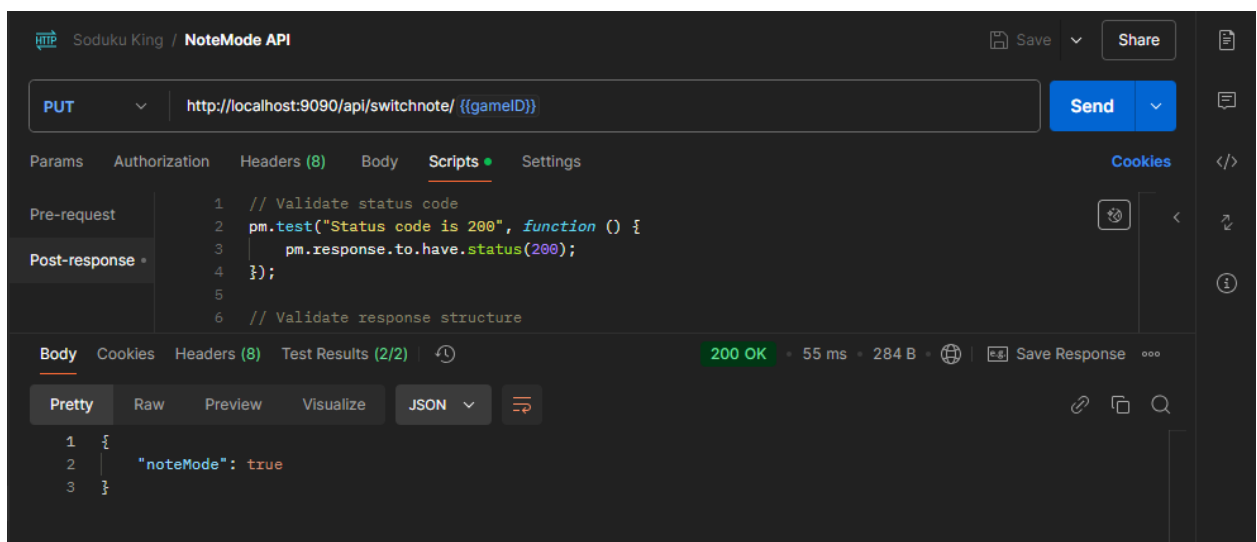 HTTP Soduku King / NoteMode API Save Share
PUT http://localhost:9090/api/switchnote/ {{gameID}} Send
Params Authorization Headers (8) Body Scripts Settings Cookies
Pre-request
Post-response
1 // Validate status code
2 pm.test("Status code is 200", function () {
3 pm.response.to.have.status(200);
4 });
5
6 // Validate response structure
Body Cookies Headers (8) Test Results (2/2) 200 OK 55 ms 284 B e.g. Save Response
Pretty Raw Preview Visualize JSON
1 {
2 "noteMode": true
3 }